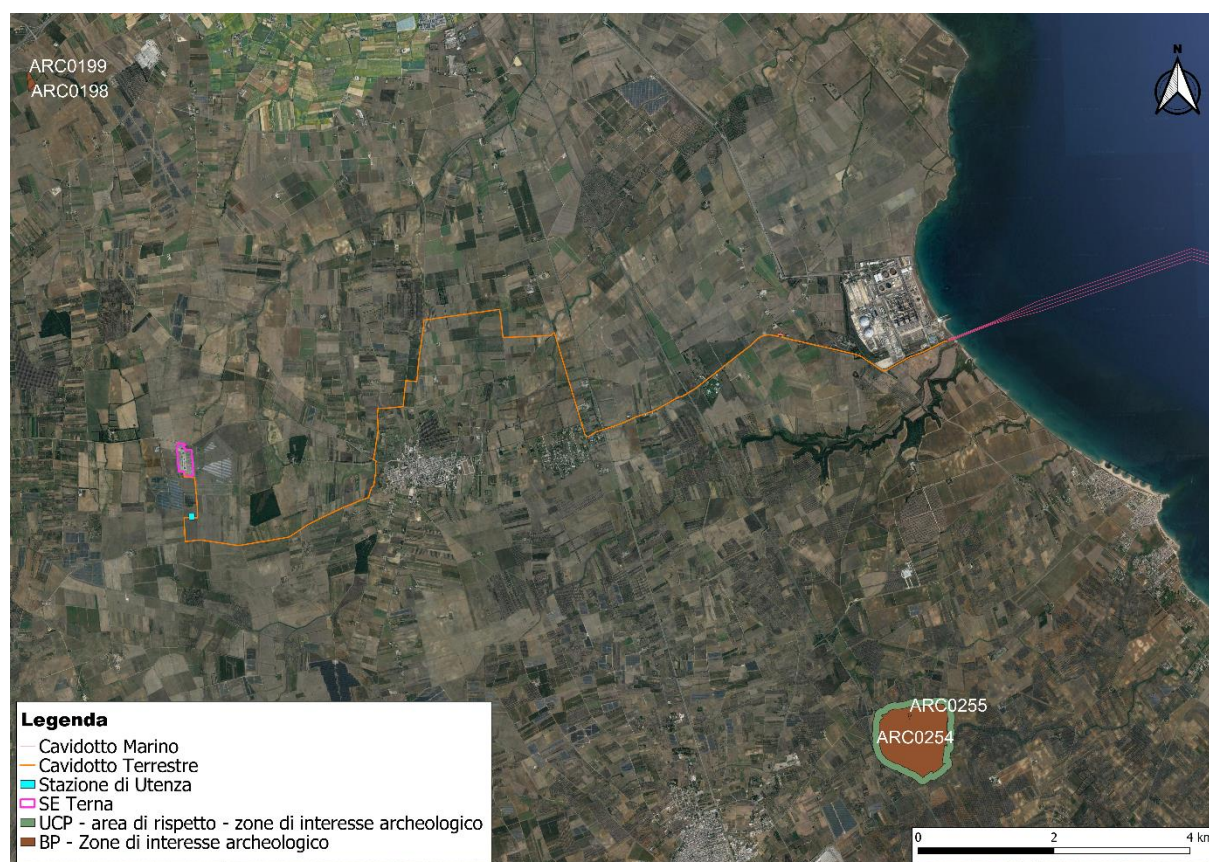 ARC0199
ARC0198
N
ARC0255
ARC0254
Legenda
Cavidotto Marino
Cavidotto Terrestre
Stazione di Utenza
SE Terna
UCP - area di rispetto - zone di interesse archeologico
BP - Zone di interesse archeologico
0 2 4 km